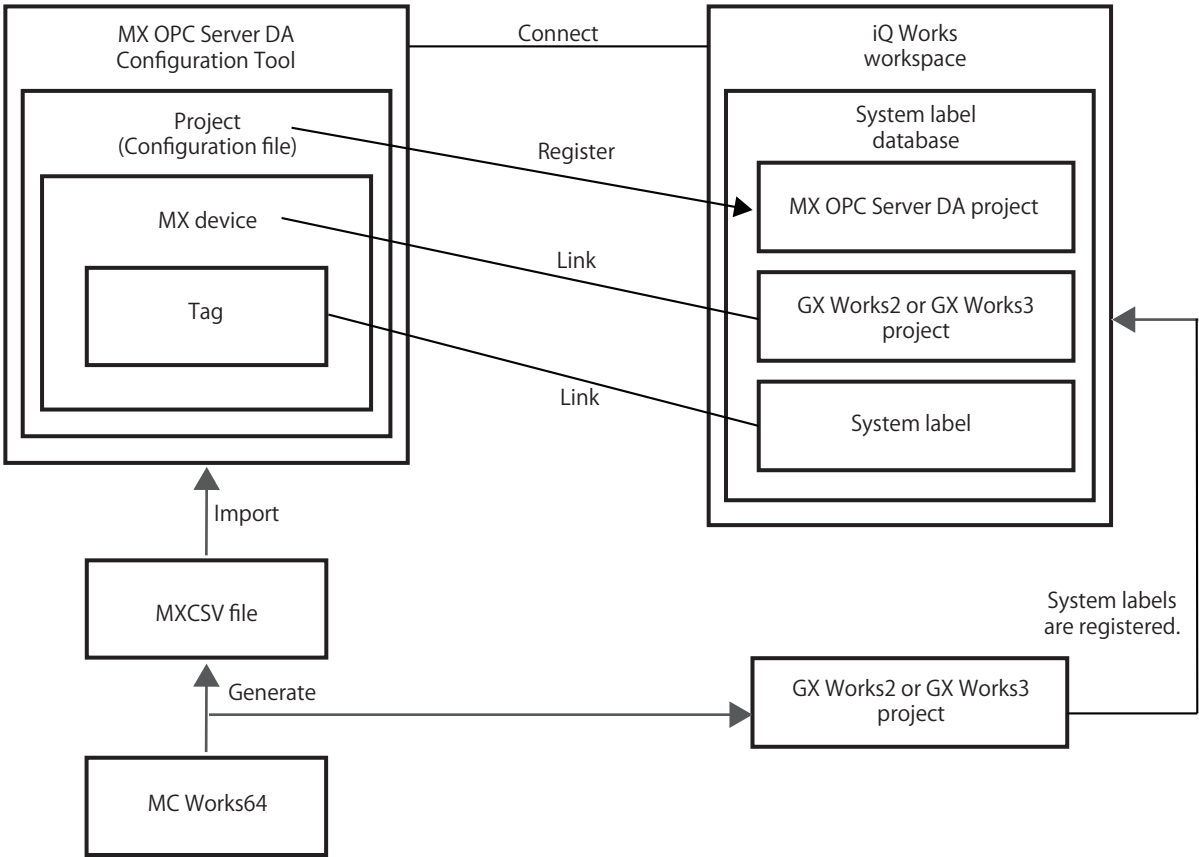 MX OPC Server DA
Configuration Tool
Connect
iQ Works
workspace
Project
(Configuration file)
Register
System label
database
MX device
MX OPC Server DA project
Link
Tag
GX Works2 or GX Works3
project
Link
System label
Import
MXCSV file
System labels
are registered.
Generate
GX Works2 or GX Works3
project
MC Works64